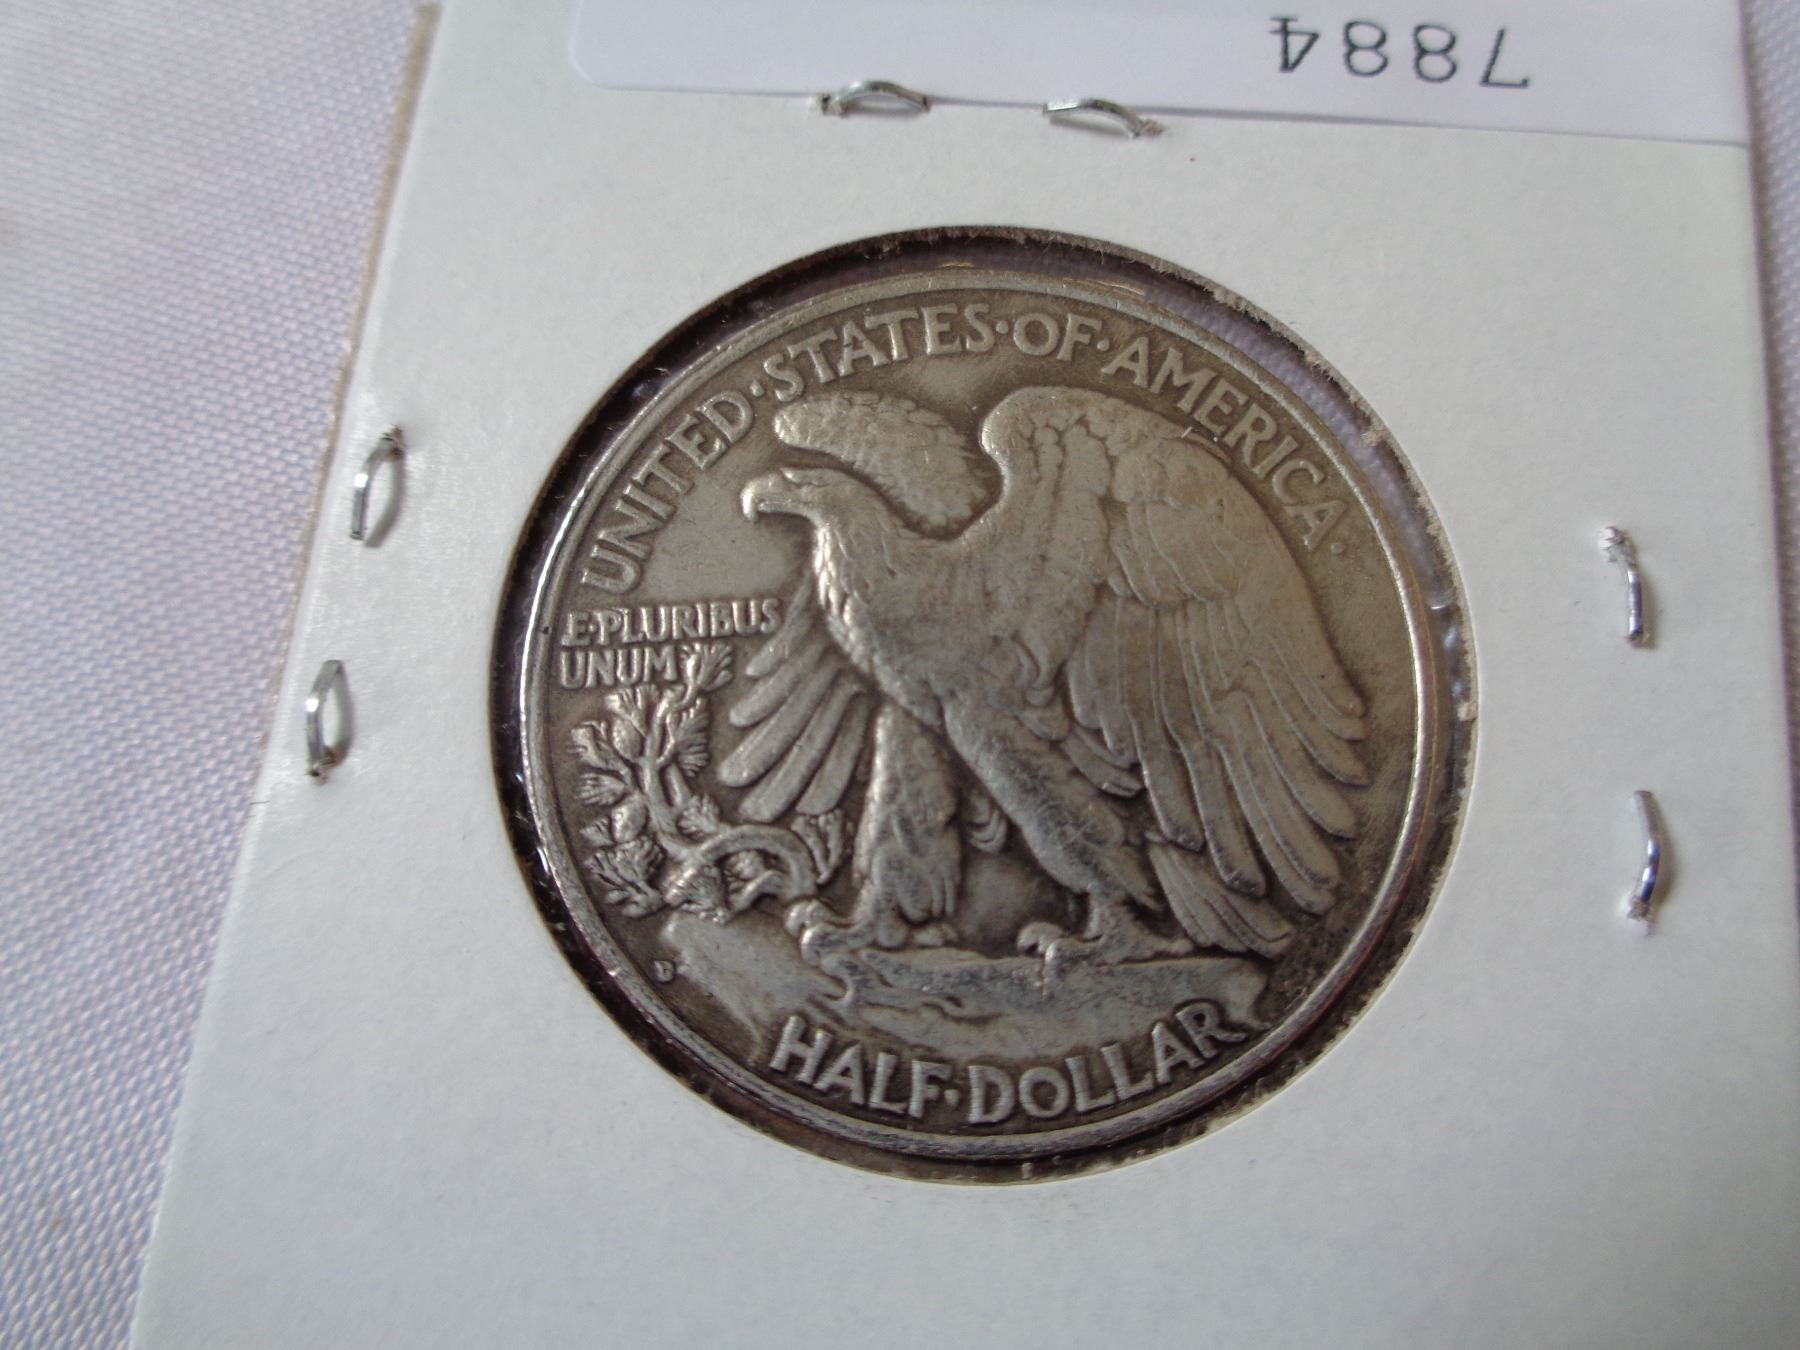 7884
UNITED·STATES·OF·AMERICA·
E·PLURIBUS
UNUM
D
HALF·DOLLAR